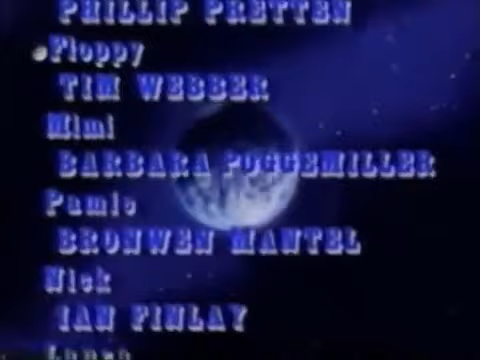 PHILLIP PRETTEN
Floppy
TIM WEBBER
Mimi
BARBARA POGGEMILLER
Pamie
BRONWEN MANTEL
Nick
IAN FINLAY